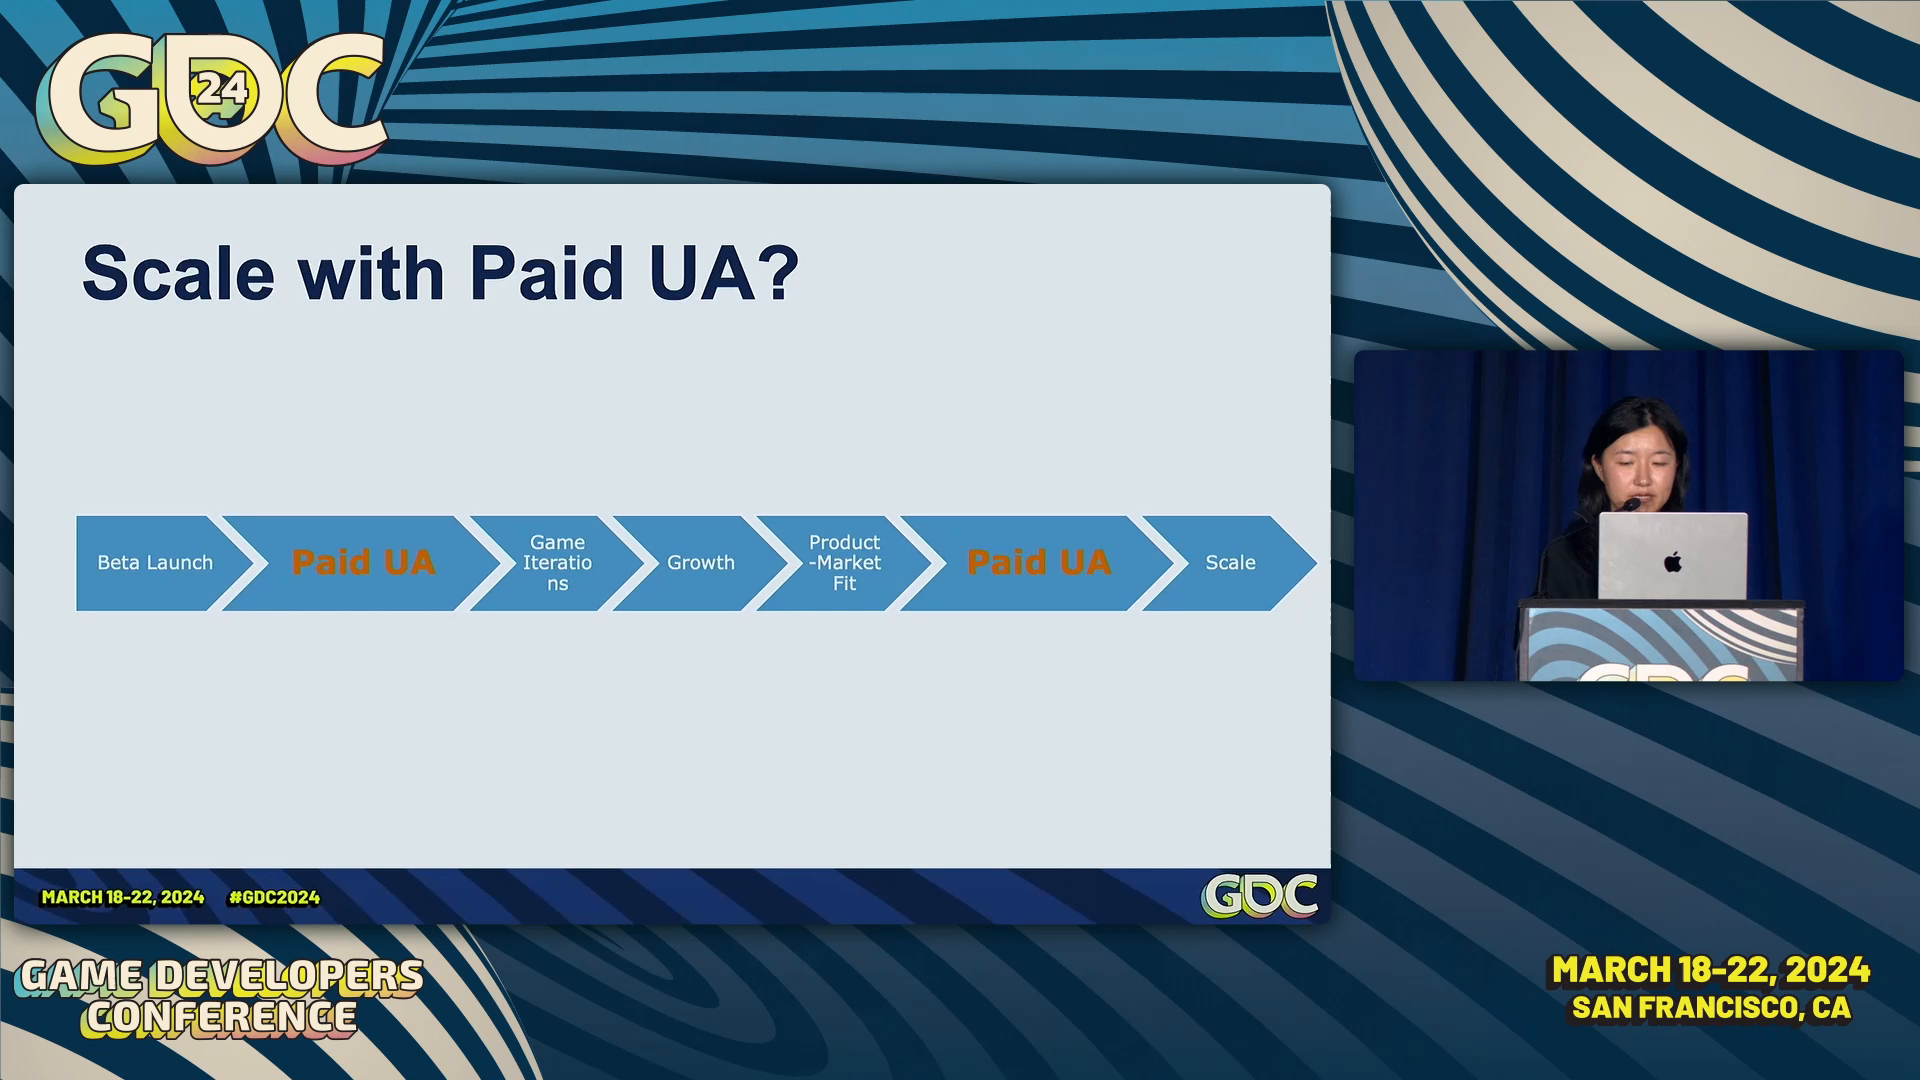 GDC
24
Scale with Paid UA?
Beta Launch
Paid UA
Game
Iteratio
ns
Growth
Product
-Market
Fit
Paid UA
Scale
MARCH 18-22, 2024 #GDC2024
GDC
GAME DEVELOPERS
CONFERENCE
MARCH 18-22, 2024
SAN FRANCISCO, CA